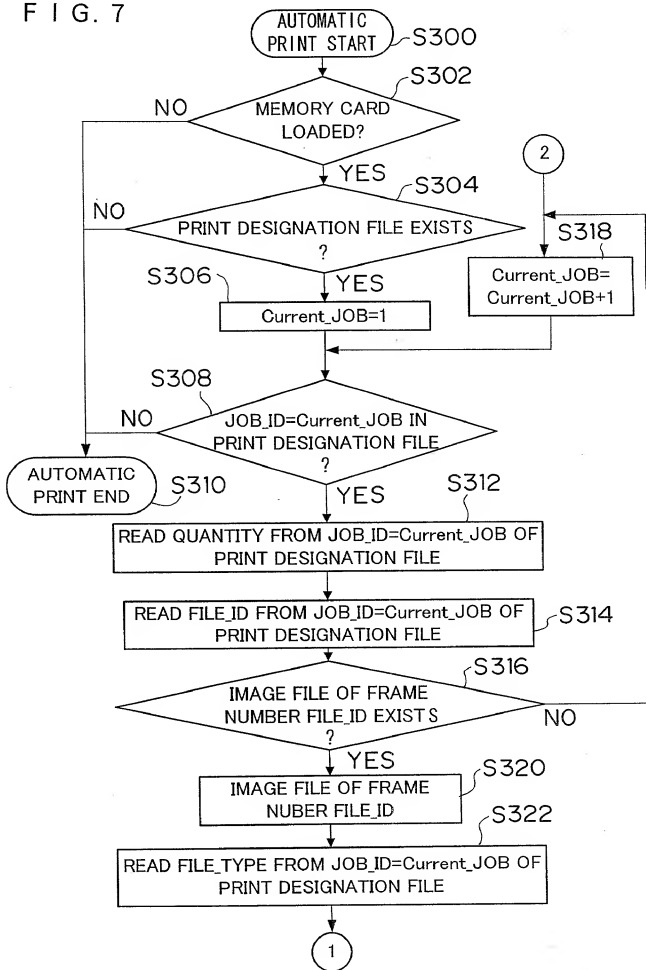 FIG. 7
AUTOMATIC
PRINT START
S300
S302
MEMORY CARD
LOADED?
NO
YES
2
S304
PRINT DESIGNATION FILE EXISTS
?
NO
YES
S318
Current_JOB=
Current_JOB+1
S306
Current_JOB=1
S308
JOB_ID=Current_JOB IN
PRINT DESIGNATION FILE
?
NO
YES
AUTOMATIC
PRINT END
S310
S312
READ QUANTITY FROM JOB_ID=Current_JOB OF
PRINT DESIGNATION FILE
READ FILE_ID FROM JOB_ID=Current_JOB OF
PRINT DESIGNATION FILE
S314
S316
IMAGE FILE OF FRAME
NUMBER FILE_ID EXISTS
?
NO
YES
S320
IMAGE FILE OF FRAME
NUBER FILE_ID
S322
READ FILE_TYPE FROM JOB_ID=Current_JOB OF
PRINT DESIGNATION FILE
1